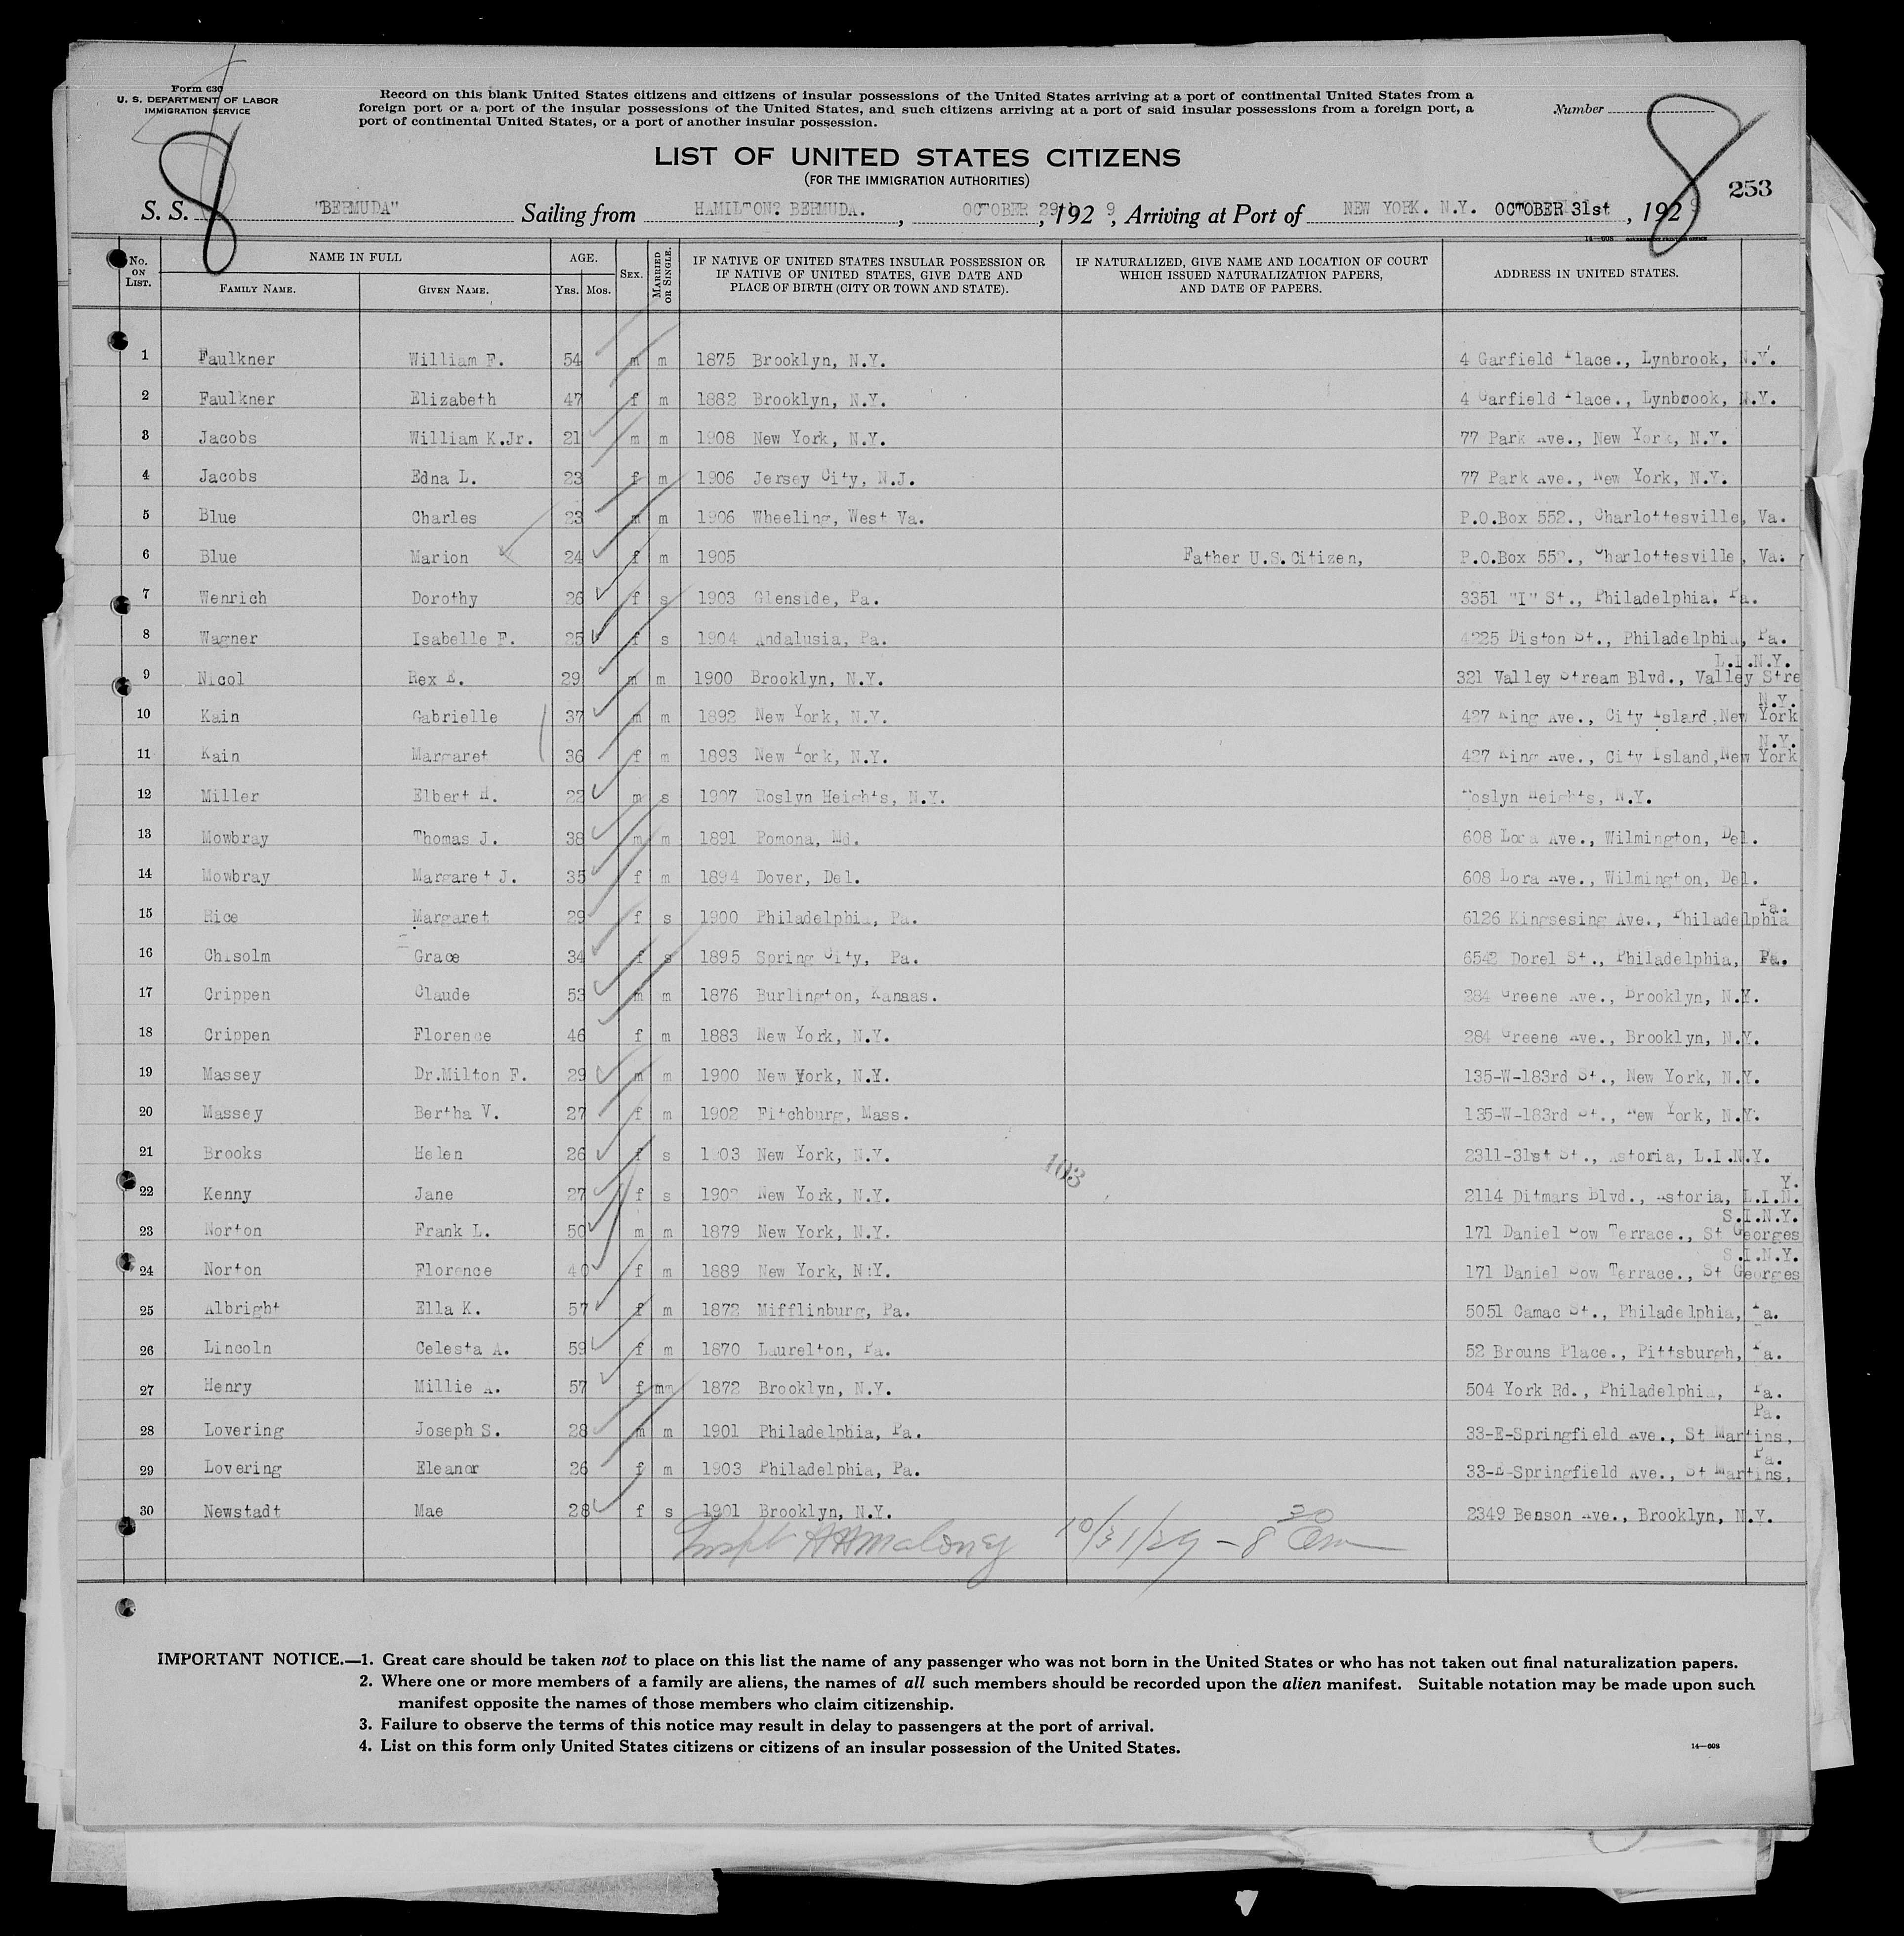 Form 630
U. S. DEPARTMENT OF LABOR
IMMIGRATION SERVICE
Record on this blank United States citizens and citizens of insular possessions of the United States arriving at a port of continental United States from a
foreign port or a port of the insular possessions of the United States, and such citizens arriving at a port of said insular possessions from a foreign port, a
port of continental United States, or a port of another insular possession.
Number
8
8
LIST OF UNITED STATES CITIZENS
(FOR THE IMMIGRATION AUTHORITIES)
253
S. S. "BERMUDA" Sailing from HAMILTON? BERMUDA. , OCTOBER 29th, 1929, Arriving at Port of NEW YORK. N.Y. OCTOBER 31st, 1929
14—608 GOVERNMENT PRINTING OFFICE
No. ON LIST. NAME IN FULL FAMILY NAME. GIVEN NAME. AGE. YRS. MOS. SEX. MARRIED OR SINGLE. IF NATIVE OF UNITED STATES INSULAR POSSESSION OR IF NATIVE OF UNITED STATES, GIVE DATE AND PLACE OF BIRTH (CITY OR TOWN AND STATE). IF NATURALIZED, GIVE NAME AND LOCATION OF COURT WHICH ISSUED NATURALIZATION PAPERS, AND DATE OF PAPERS. ADDRESS IN UNITED STATES.
1 Faulkner William F. 54 m m 1875 Brooklyn, N.Y. 4 Garfield Place., Lynbrook, N.Y.
2 Faulkner Elizabeth 47 f m 1882 Brooklyn, N.Y. 4 Garfield Place., Lynbrook, N.Y.
3 Jacobs William K.Jr. 21 m m 1908 New York, N.Y. 77 Park Ave., New York, N.Y.
4 Jacobs Edna L. 23 f m 1906 Jersey City, N.J. 77 Park Ave., New York, N.Y.
5 Blue Charles 23 m m 1906 Wheeling, West Va. P.O.Box 552., Charlottesville, Va.
6 Blue Marion 24 f m 1905 Father U.S.Citizen, P.O.Box 552., Charlottesville, Va.
7 Wenrich Dorothy 26 f s 1903 Glenside, Pa. 3351 "I" St., Philadelphia. Pa.
8 Wagner Isabelle F. 25 f s 1904 Andalusia, Pa. 4225 Diston St., Philadelphia, Pa.
9 Nicol Rex E. 29 m m 1900 Brooklyn, N.Y. 321 Valley Stream Blvd., Valley Stre L.I.N.Y.
10 Kain Gabrielle 37 m m 1892 New York, N.Y. 427 King Ave., City Island,New York N.Y.
11 Kain Margaret 36 f m 1893 New York, N.Y. 427 King Ave., City Island,New York N.Y.
12 Miller Elbert H. 22 m s 1907 Roslyn Heights, N.Y. Roslyn Heights, N.Y.
13 Mowbray Thomas J. 38 m m 1891 Pomona, Md. 608 Lora Ave., Wilmington, Del.
14 Mowbray Margaret J. 35 f m 1894 Dover, Del. 608 Lora Ave., Wilmington, Del.
15 Rice Margaret 29 f s 1900 Philadelphia, Pa. 6126 Kingsesing Ave., Philadelphia Pa.
16 Chisolm Grace 34 f s 1895 Spring City, Pa. 6542 Dorel St., Philadelphia, Pa.
17 Crippen Claude 53 m m 1876 Burlington, Kanaas. 284 Greene Ave., Brooklyn, N.Y.
18 Crippen Florence 46 f m 1883 New York, N.Y. 284 Greene Ave., Brooklyn, N.Y.
19 Massey Dr.Milton F. 29 m m 1900 New York, N.Y. 135-W-183rd St., New York, N.Y.
20 Massey Bertha V. 27 f m 1902 Fitchburg, Mass. 135-W-183rd St., New York, N.Y.
21 Brooks Helen 26 f s 1903 New York, N.Y. 2311-31st St., Astoria, L.I.N.Y.
103
22 Kenny Jane 27 f s 1902 New York, N.Y. 2114 Ditmars Blvd., Astoria, L.I.N.Y.
23 Norton Frank L. 50 m m 1879 New York, N.Y. 171 Daniel Low Terrace., St Georges S.I.N.Y.
24 Norton Florence 40 f m 1889 New York, N:Y. 171 Daniel Low Terrace., St Georges S.I.N.Y.
25 Albright Ella K. 57 f m 1872 Mifflinburg, Pa. 5051 Camac St., Philadelphia, Pa.
26 Lincoln Celesta A. 59 f m 1870 Laurelton, Pa. 52 Brouns Place., Pittsburgh, Pa.
27 Henry Millie A. 57 f mm 1872 Brooklyn, N.Y. 504 York Rd., Philadelphia, Pa.
28 Lovering Joseph S. 28 m m 1901 Philadelphia, Pa. 33-E-Springfield Ave., St Martins, Pa.
29 Lovering Eleanor 26 f m 1903 Philadelphia, Pa. 33-E-Springfield Ave., St Martins, Pa.
30 Newstadt Mae 28 f s 1901 Brooklyn, N.Y. 2349 Benson Ave., Brooklyn, N.Y.
Inspt Maloney 10/31/29 - 8 30 am
IMPORTANT NOTICE.—1. Great care should be taken not to place on this list the name of any passenger who was not born in the United States or who has not taken out final naturalization papers.
2. Where one or more members of a family are aliens, the names of all such members should be recorded upon the alien manifest. Suitable notation may be made upon such
manifest opposite the names of those members who claim citizenship.
3. Failure to observe the terms of this notice may result in delay to passengers at the port of arrival.
4. List on this form only United States citizens or citizens of an insular possession of the United States.
14—608